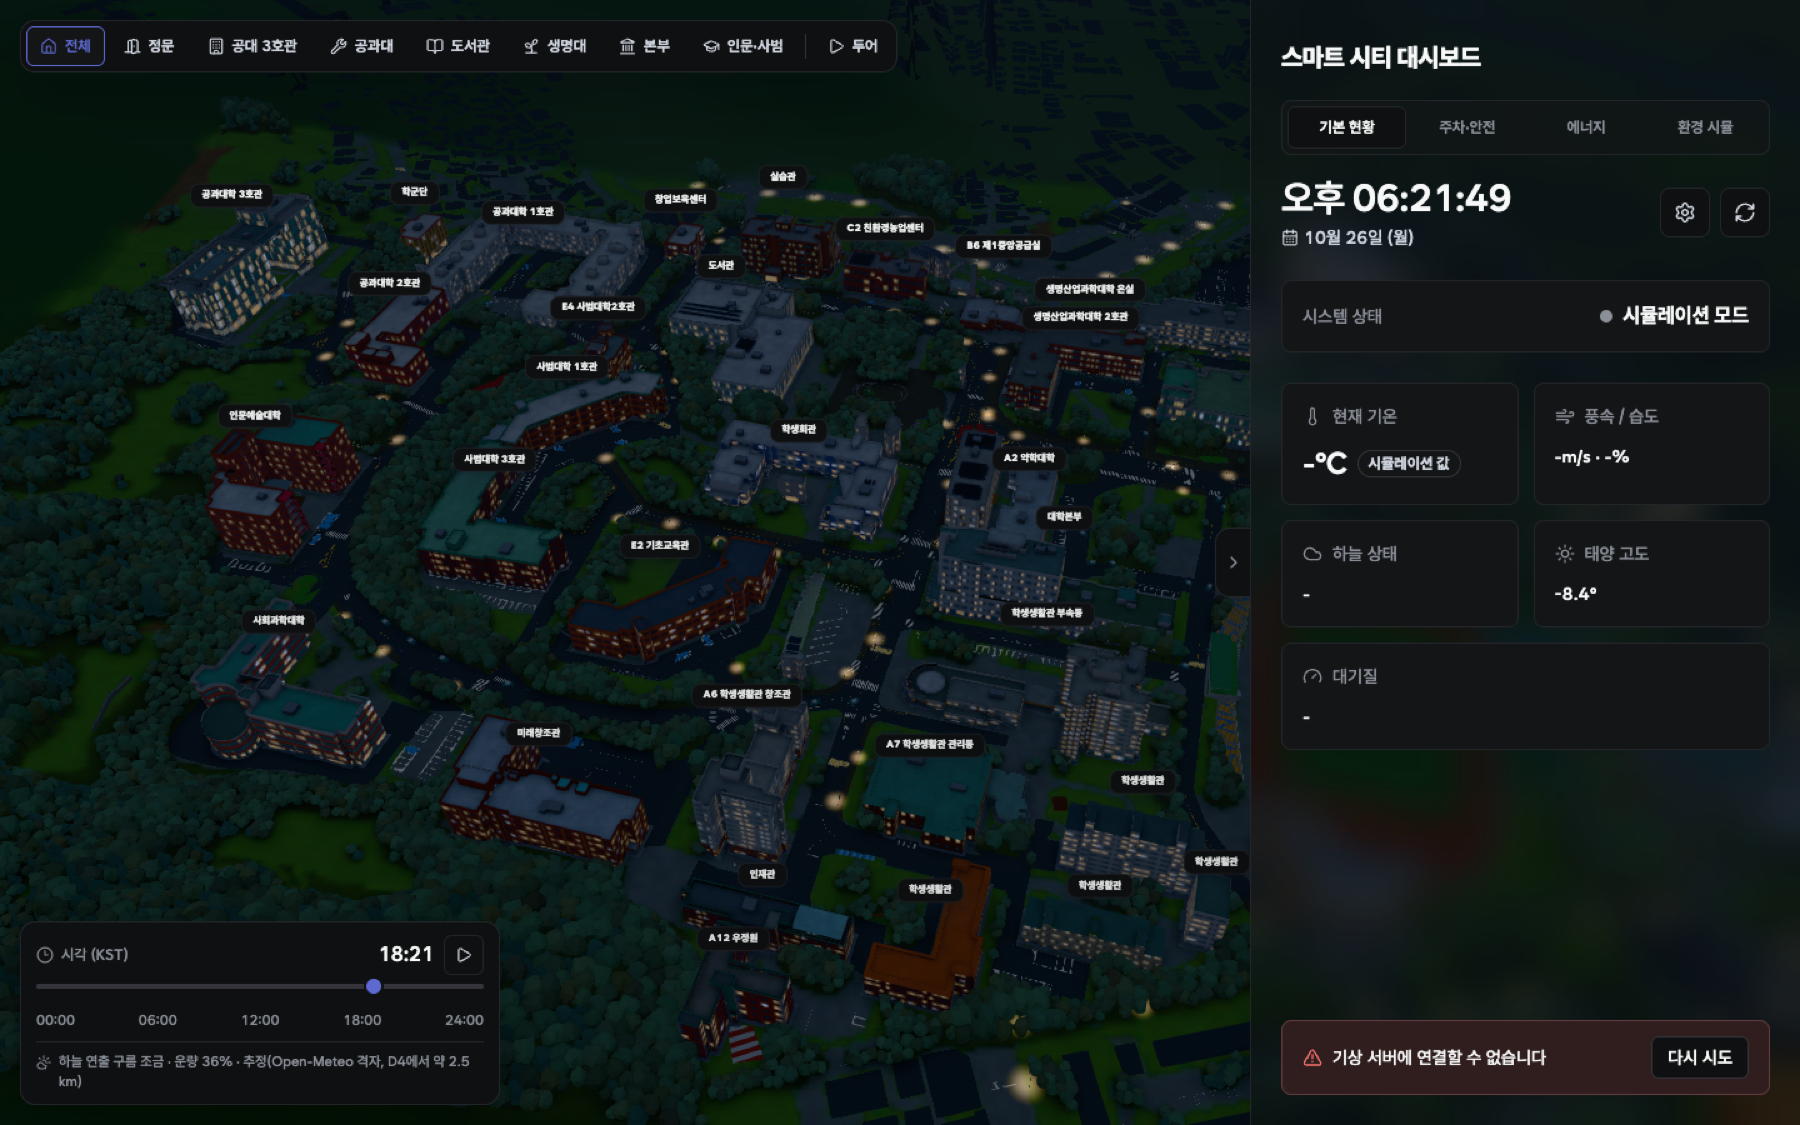 전체
정문
공대 3호관
공과대
도서관
생명대
본부
인문·사범
투어
공과대학 3호관
학군단
공과대학 1호관
창업보육센터
실습관
C2 친환경농업센터
B6 제1중앙공급실
도서관
공과대학 2호관
E4 사범대학2호관
생명산업과학대학 온실
생명산업과학대학 2호관
사범대학 1호관
인문예술대학
학생회관
사범대학 3호관
A2 약학대학
대학본부
E2 기초교육관
학생생활관 부속동
사회과학대학
A6 학생생활관 창조관
미래창조관
A7 학생생활관 관리동
학생생활관
학생생활관
인재관
학생생활관
학생생활관
A12 우정원
시각 (KST)
18:21
00:00
06:00
12:00
18:00
24:00
하늘 연출 구름 조금 · 운량 36% · 추정(Open-Meteo 격자, D4에서 약 2.5
km)
스마트 시티 대시보드
기본 현황
주차·안전
에너지
환경 시뮬
오후 06:21:49
10월 26일 (월)
시스템 상태
시뮬레이션 모드
현재 기온
-°C
시뮬레이션 값
풍속 / 습도
-m/s · -%
하늘 상태
-
태양 고도
-8.4°
대기질
-
기상 서버에 연결할 수 없습니다
다시 시도